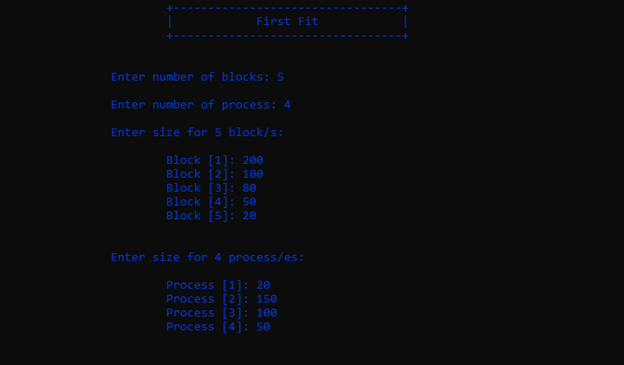 First Fit
Enter number of blocks: 5
Enter number of process: 4
Enter size for 5 block/s:
Block [1]: 200
Block [2]: 100
Block [3]: 80
Block [4]: 50
Block [5]: 20
Enter size for 4 process/es:
Process [1]: 20
Process [2]: 150
Process [3]: 100
Process [4]: 50